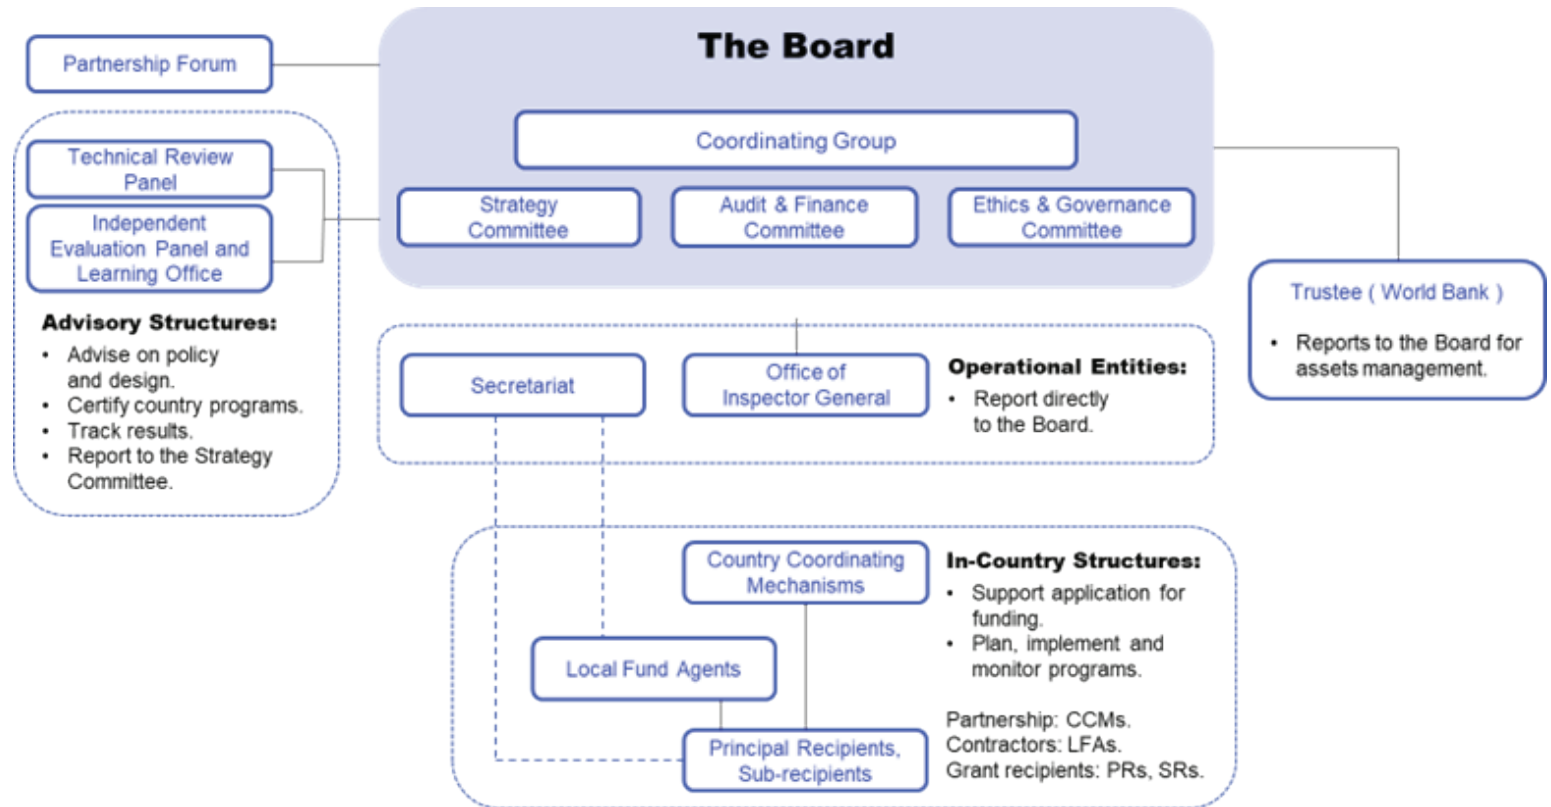 The Board
Partnership Forum
Coordinating Group
Technical Review
Panel
Strategy
Committee
Audit & Finance
Committee
Ethics & Governance
Committee
Independent
Evaluation Panel and
Learning Office
Advisory Structures:
• Advise on policy
and design.
• Certify country programs.
• Track results.
• Report to the Strategy
Committee.
Trustee ( World Bank )
• Reports to the Board for
assets management.
Secretariat
Office of
Inspector General
Operational Entities:
• Report directly
to the Board.
Country Coordinating
Mechanisms
Local Fund Agents
Principal Recipients,
Sub-recipients
In-Country Structures:
• Support application for
funding.
• Plan, implement and
monitor programs.
Partnership: CCMs.
Contractors: LFAs.
Grant recipients: PRs, SRs.